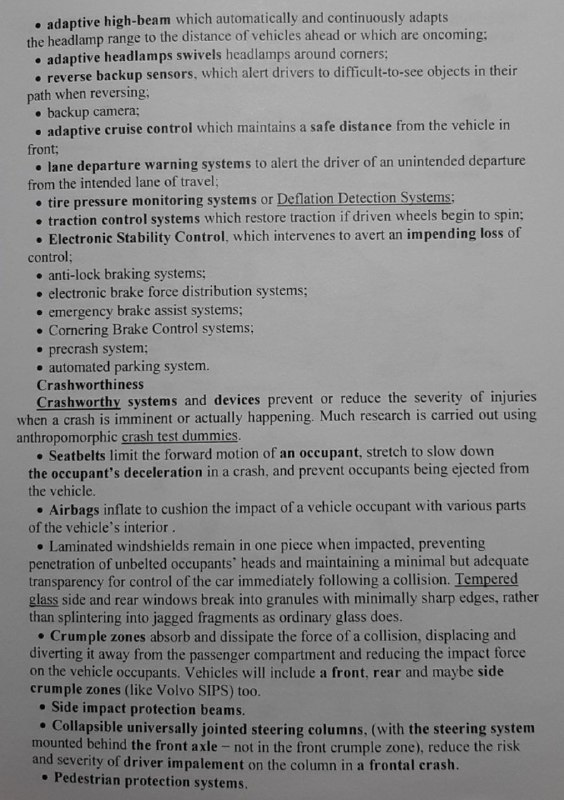 • adaptive high-beam which automatically and continuously adapts
the headlamp range to the distance of vehicles ahead or which are oncoming;
• adaptive headlamps swivels headlamps around corners;
• reverse backup sensors, which alert drivers to difficult-to-see objects in their
path when reversing;
• backup camera;
• adaptive cruise control which maintains a safe distance from the vehicle in
front;
• lane departure warning systems to alert the driver of an unintended departure
from the intended lane of travel;
• tire pressure monitoring systems or Deflation Detection Systems;
• traction control systems which restore traction if driven wheels begin to spin;
• Electronic Stability Control, which intervenes to avert an impending loss of
control;
• anti-lock braking systems;
• electronic brake force distribution systems;
• emergency brake assist systems;
• Cornering Brake Control systems;
• precrash system;
• automated parking system.
Crashworthiness
Crashworthy systems and devices prevent or reduce the severity of injuries
when a crash is imminent or actually happening. Much research is carried out using
anthropomorphic crash test dummies.
• Seatbelts limit the forward motion of an occupant, stretch to slow down
the occupant's deceleration in a crash, and prevent occupants being ejected from
the vehicle.
• Airbags inflate to cushion the impact of a vehicle occupant with various parts
of the vehicle's interior .
• Laminated windshields remain in one piece when impacted, preventing
penetration of unbelted occupants' heads and maintaining a minimal but adequate
transparency for control of the car immediately following a collision. Tempered
glass side and rear windows break into granules with minimally sharp edges, rather
than splintering into jagged fragments as ordinary glass does.
• Crumple zones absorb and dissipate the force of a collision, displacing and
diverting it away from the passenger compartment and reducing the impact force
on the vehicle occupants. Vehicles will include a front, rear and maybe side
crumple zones (like Volvo SIPS) too.
• Side impact protection beams.
• Collapsible universally jointed steering columns, (with the steering system
mounted behind the front axle – not in the front crumple zone), reduce the risk
and severity of driver impalement on the column in a frontal crash.
• Pedestrian protection systems.